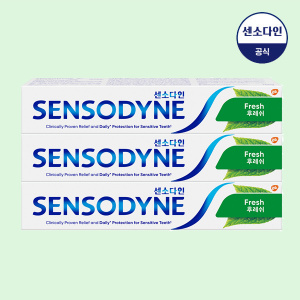 센소다인
공식
센소다인
SENSODYNE
Clinically Proven Relief and Daily* Protection for Sensitive Teeth*
Fresh
후레쉬
센소다인
SENSODYNE
Clinically Proven Relief and Daily* Protection for Sensitive Teeth*
Fresh
후레쉬
센소다인
SENSODYNE
Clinically Proven Relief and Daily* Protection for Sensitive Teeth*
Fresh
후레쉬